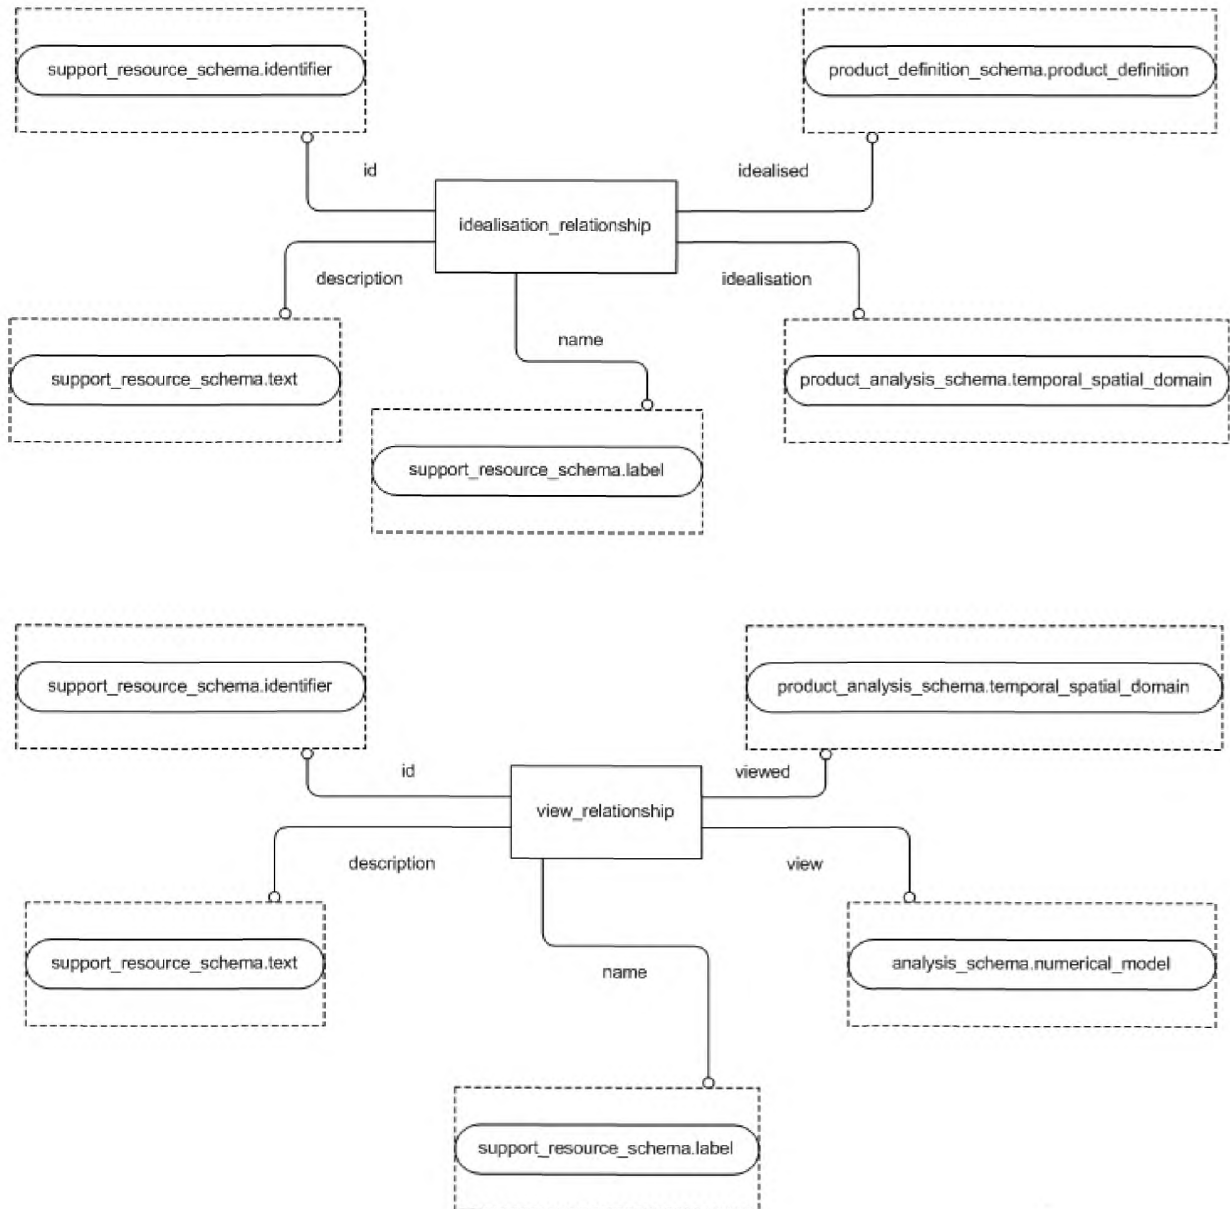 support_resource_schema.identifier
product_definition_schema.product_definition
id
idealised
idealisation_relationship
description
idealisation
name
support_resource_schema.text
product_analysis_schema.temporal_spatial_domain
support_resource_schema.label
support_resource_schema.identifier
product_analysis_schema.temporal_spatial_domain
id
viewed
view_relationship
description
view
support_resource_schema.text
analysis_schema.numerical_model
name
support_resource_schema.label